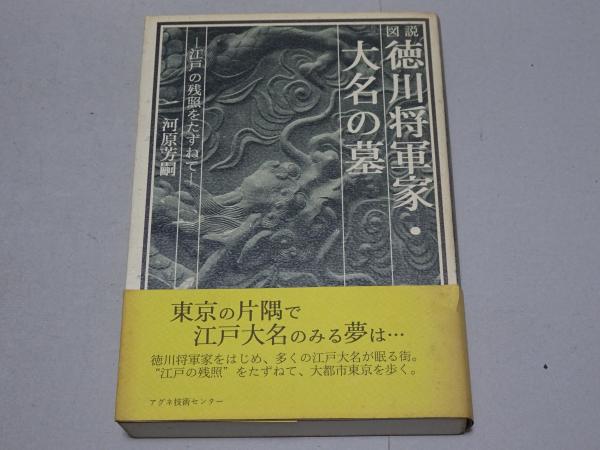 図説
徳川将軍家・
大名の墓
―江戸の残照をたずねて―
河原芳嗣
東京の片隅で
江戸大名のみる夢は…
徳川将軍家をはじめ、多くの江戸大名が眠る街。
“江戸の残照”をたずねて、大都市東京を歩く。
アグネ技術センター